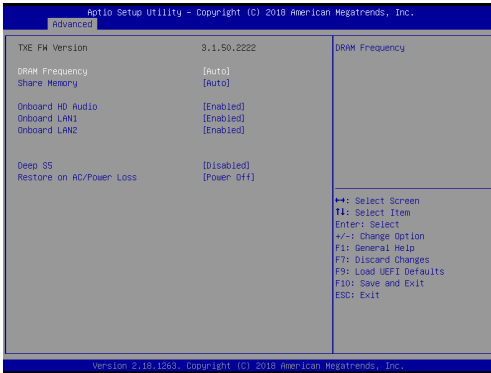 Aptio Setup Utility – Copyright (C) 2018 American Megatrends, Inc.
Advanced
TXE FW Version 3.1.50.2222
DRAM Frequency [Auto]
Share Memory [Auto]
Onboard HD Audio [Enabled]
Onboard LAN1 [Enabled]
Onboard LAN2 [Enabled]
Deep S5 [Disabled]
Restore on AC/Power Loss [Power Off]
DRAM Frequency
↔: Select Screen
↑↓: Select Item
Enter: Select
+/-: Change Option
F1: General Help
F7: Discard Changes
F9: Load UEFI Defaults
F10: Save and Exit
ESC: Exit
Version 2.18.1263. Copyright (C) 2018 American Megatrends, Inc.